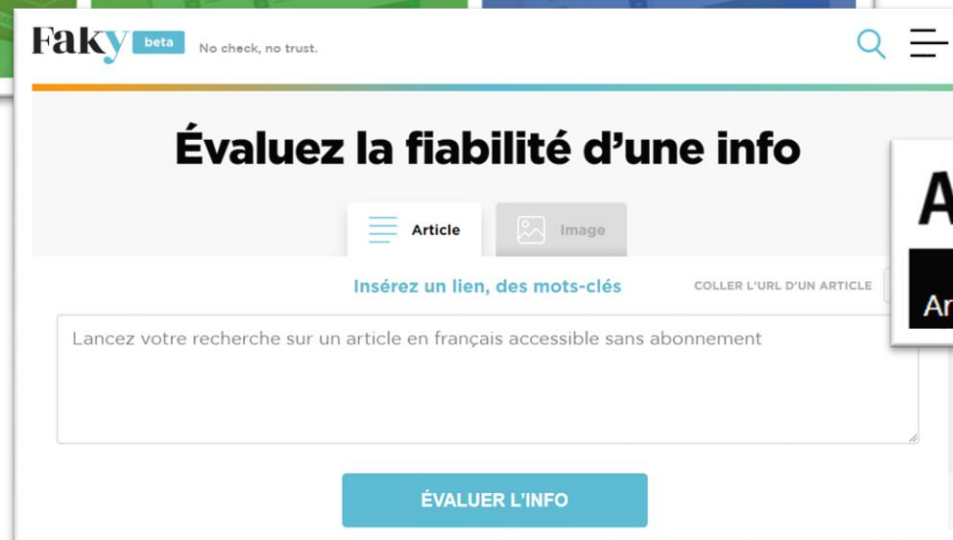 Faky beta No check, no trust.
Évaluez la fiabilité d'une info
Article Image
Insérez un lien, des mots-clés COLLER L'URL D'UN ARTICLE
Lancez votre recherche sur un article en français accessible sans abonnement
ÉVALUER L'INFO